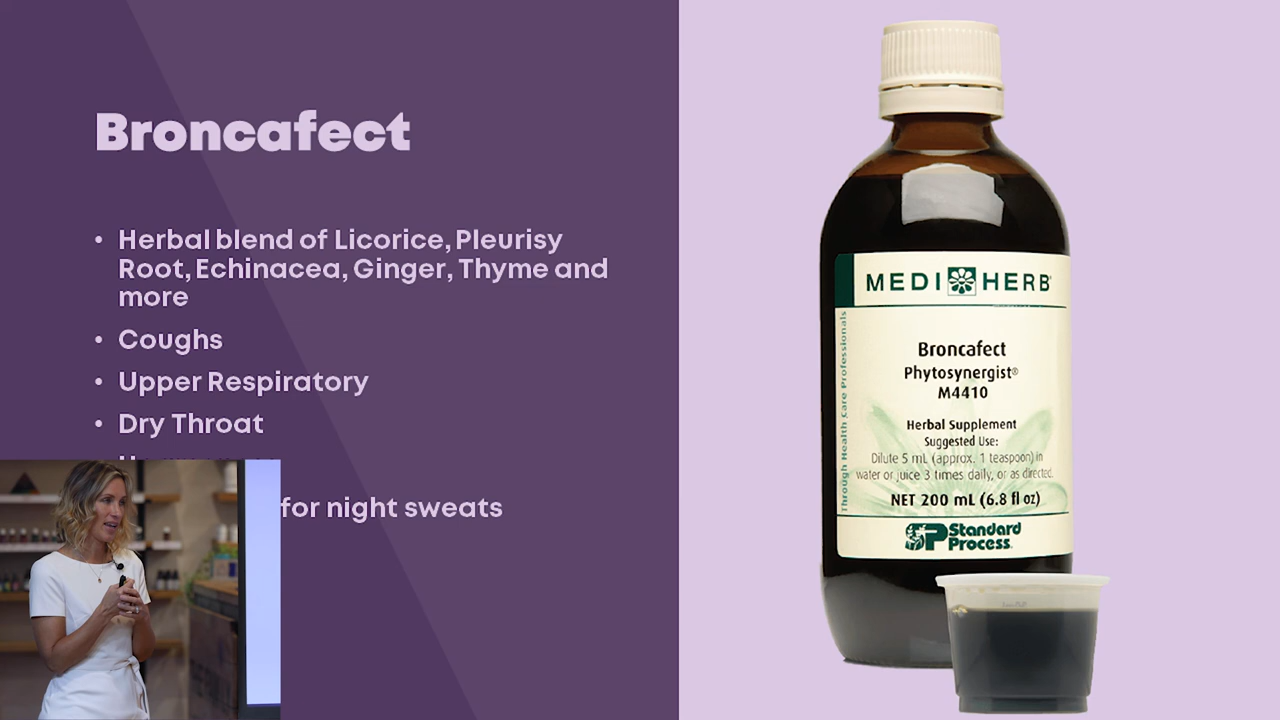 Broncafect
• Herbal blend of Licorice, Pleurisy
Root, Echinacea, Ginger, Thyme and
more
• Coughs
• Upper Respiratory
• Dry Throat
for night sweats
MEDI HERB
Through Health Care Professionals
Broncafect
Phytosynergist®
M4410
Herbal Supplement
Suggested Use:
Dilute 5 mL (approx. 1 teaspoon) in
water or juice 3 times daily, or as directed.
NET 200 mL (6.8 fl oz)
SP Standard
Process